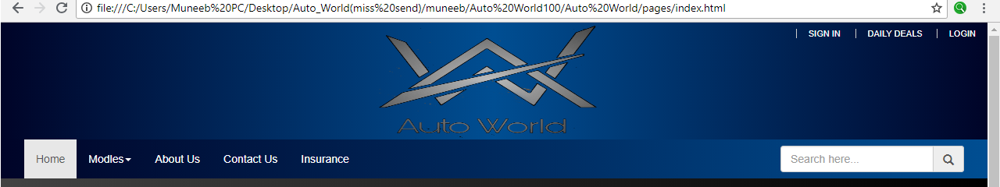 file:///C:/Users/Muneeb%20PC/Desktop/Auto_World(miss%20send)/muneeb/Auto%20World100/Auto%20World/pages/index.html
SIGN IN DAILY DEALS LOGIN
Auto World
Home Modles About Us Contact Us Insurance Search here...